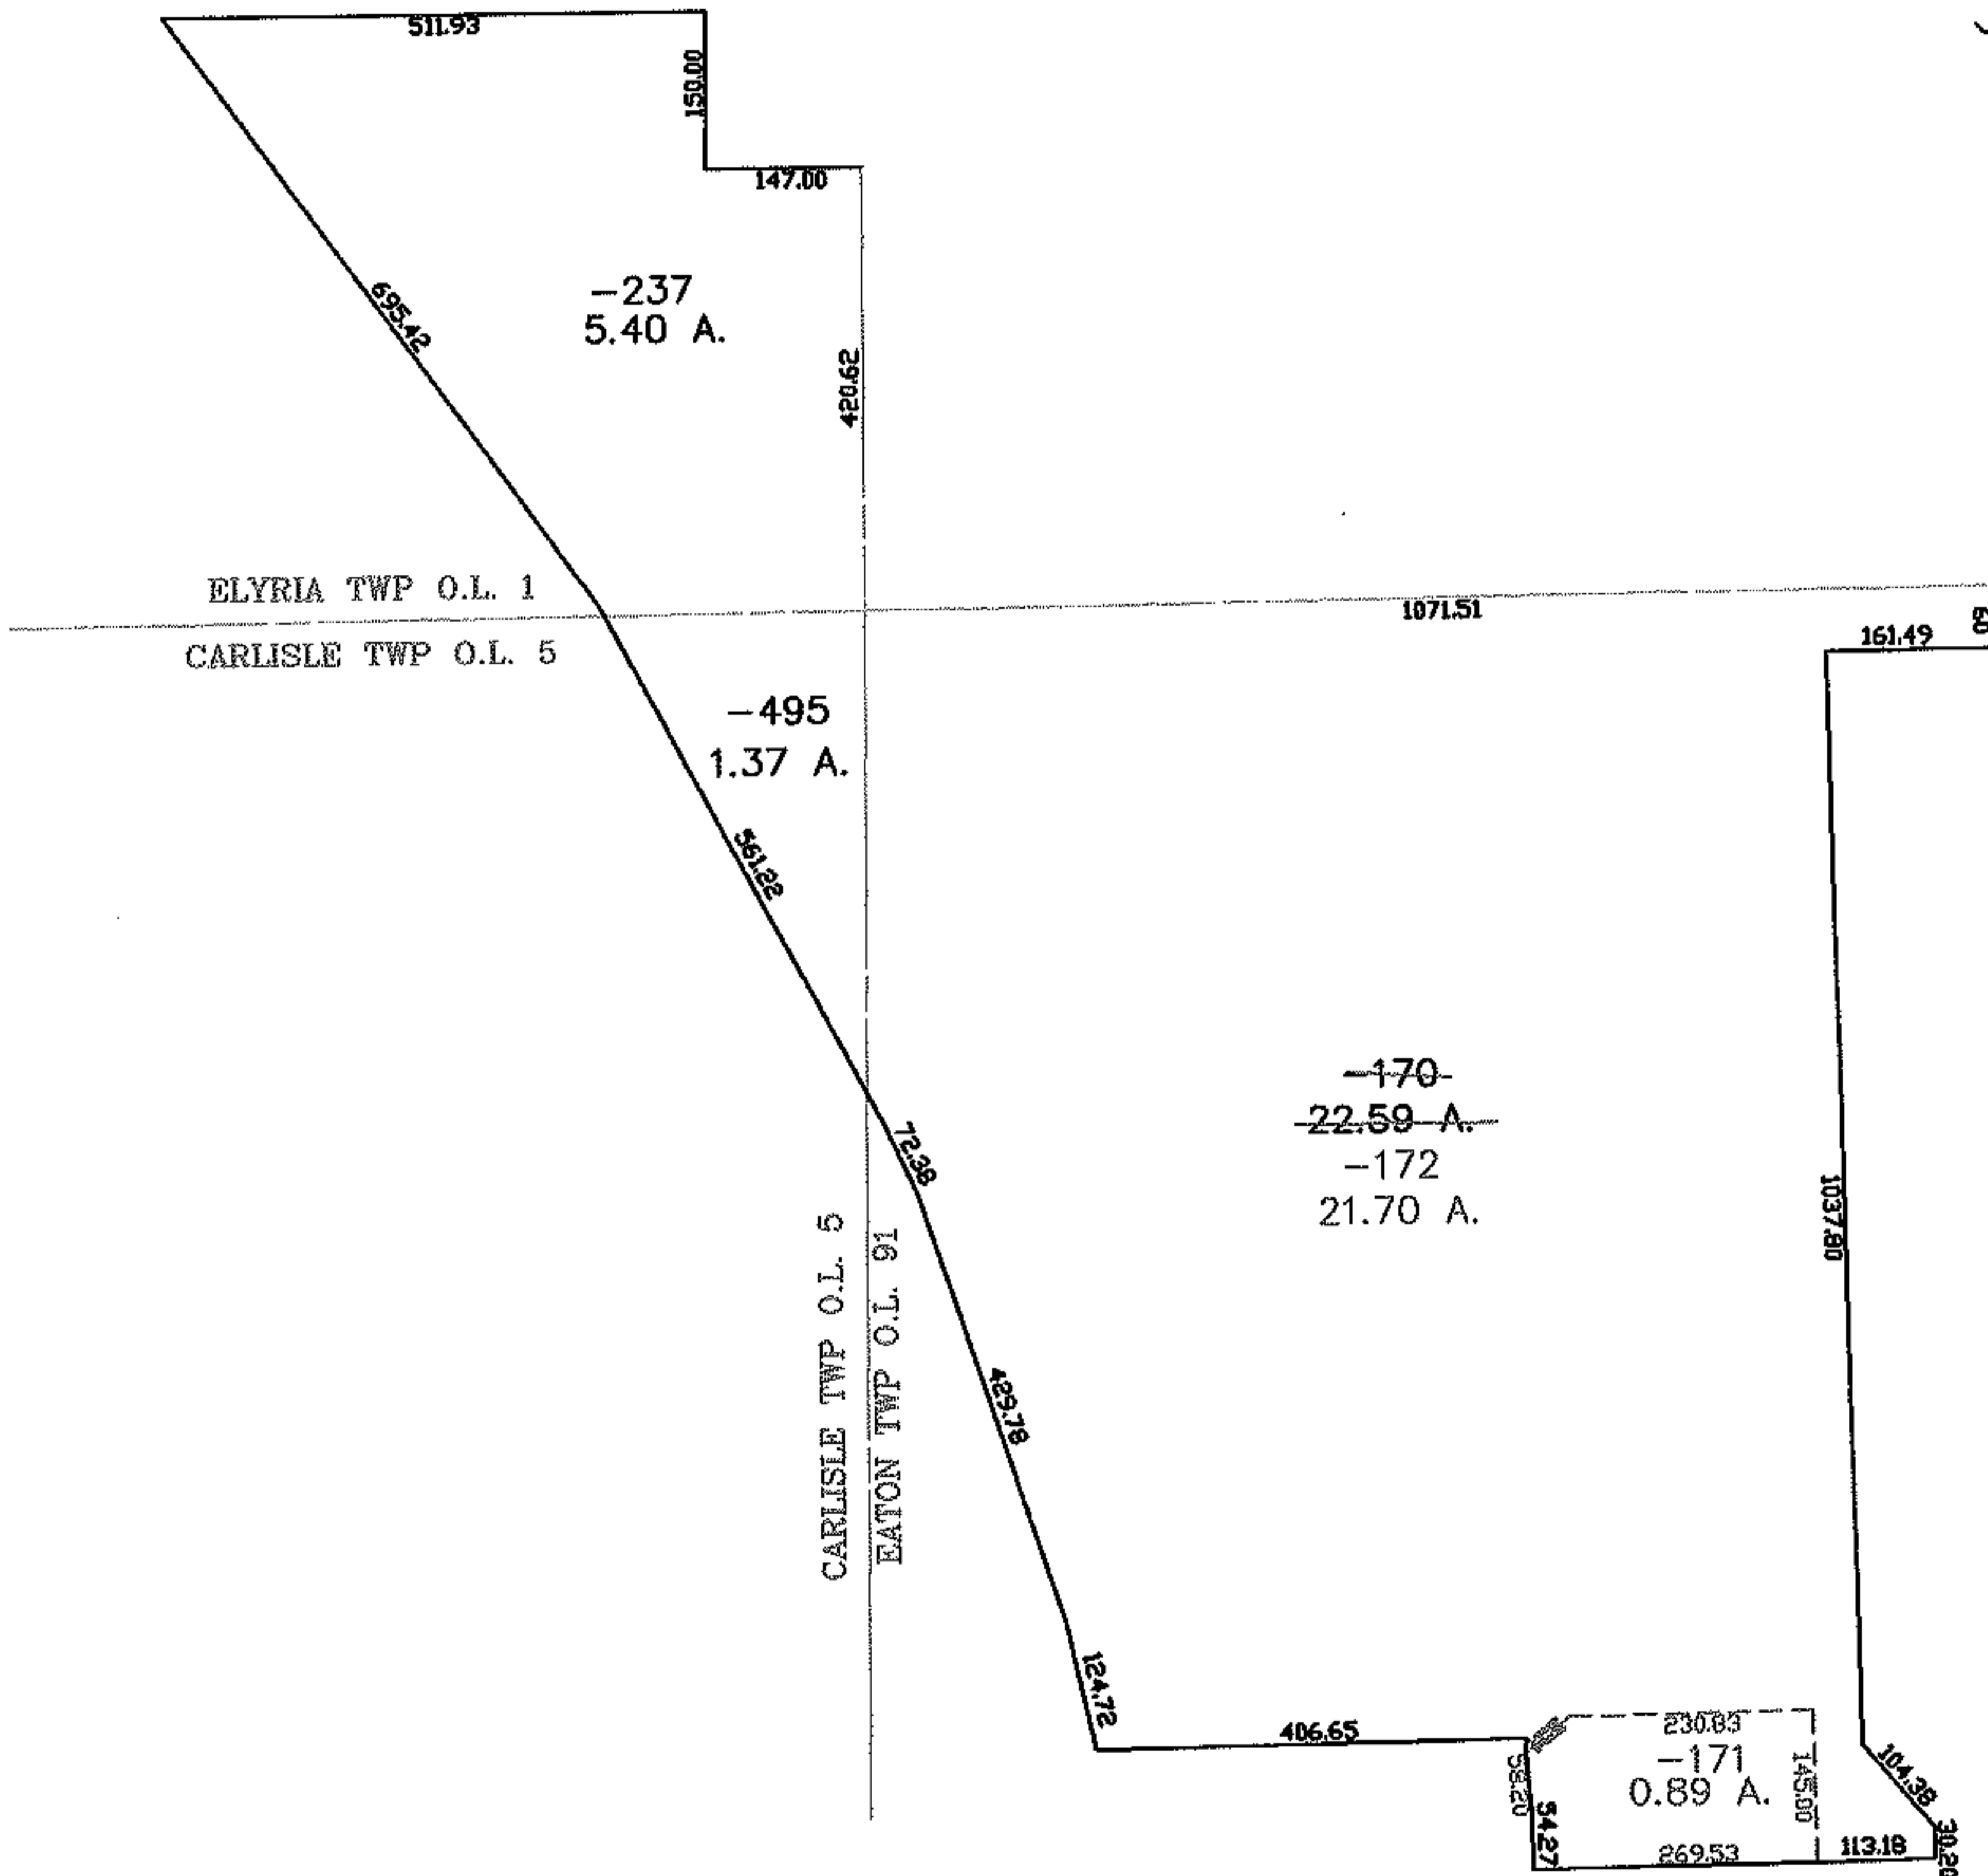 511.93
150.00
147.00
695.42
-237
5.40 A.
420.62
ELYRIA TWP O.L. 1
1071.51
161.49
CARLISLE TWP O.L. 5
-495
1.37 A.
561.22
-170-
22.59 A.
-172
21.70 A.
72.38
1037.80
CARLISLE TWP O.L. 5
EATON TWP O.L. 91
429.78
124.72
406.65
230.83
-171
0.89 A.
145.00
104.38
54.27
269.53
113.18
30.20